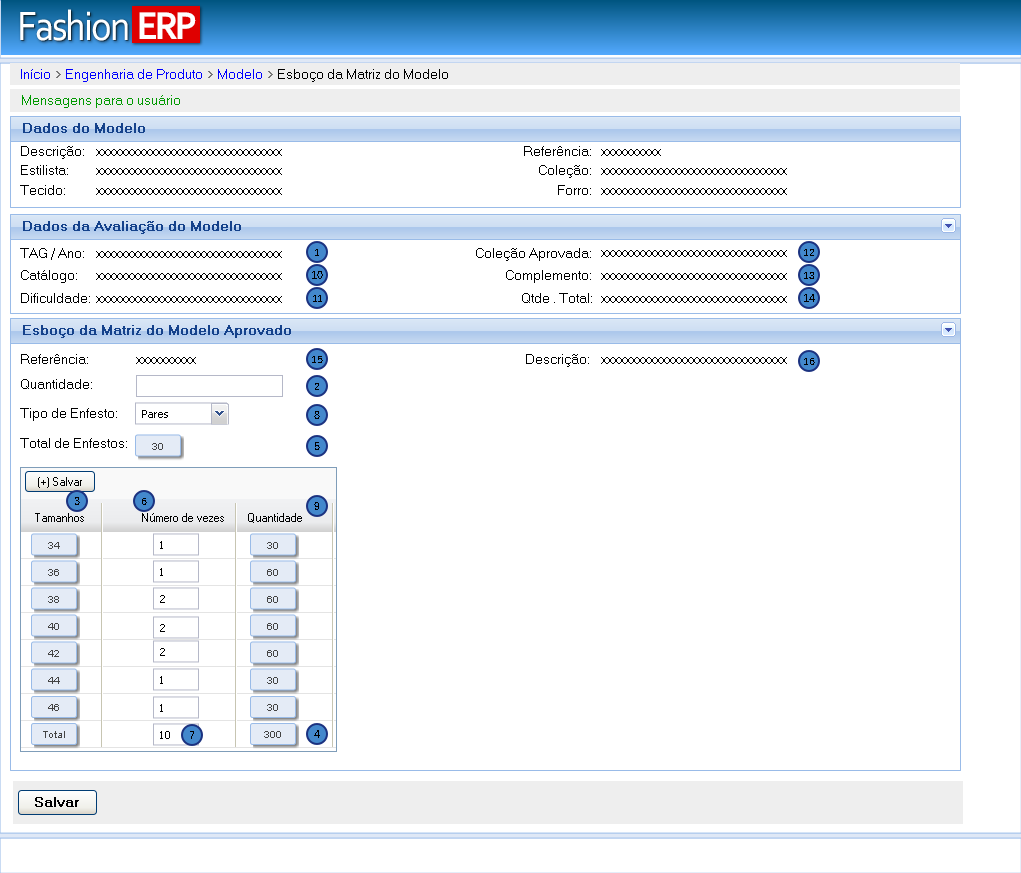 Fashion ERP
Início > Engenharia de Produto > Modelo > Esboço da Matriz do Modelo
Mensagens para o usuário
Dados do Modelo
Descrição: xxxxxxxxxxxxxxxxxxxxxxxxxxxxxx Referência: xxxxxxxxxx
Estilista: xxxxxxxxxxxxxxxxxxxxxxxxxxxxxx Coleção: xxxxxxxxxxxxxxxxxxxxxxxxxxxxxx
Tecido: xxxxxxxxxxxxxxxxxxxxxxxxxxxxxx Forro: xxxxxxxxxxxxxxxxxxxxxxxxxxxxxx
Dados da Avaliação do Modelo
TAG / Ano: xxxxxxxxxxxxxxxxxxxxxxxxxxxxxx 1 Coleção Aprovada: xxxxxxxxxxxxxxxxxxxxxxxxxxxxxx 12
Catálogo: xxxxxxxxxxxxxxxxxxxxxxxxxxxxxx 10 Complemento: xxxxxxxxxxxxxxxxxxxxxxxxxxxxxx 13
Dificuldade: xxxxxxxxxxxxxxxxxxxxxxxxxxxxxx 11 Qtde . Total: xxxxxxxxxxxxxxxxxxxxxxxxxxxxxx 14
Esboço da Matriz do Modelo Aprovado
Referência: xxxxxxxxxx 15 Descrição: xxxxxxxxxxxxxxxxxxxxxxxxxxxxxx 16
Quantidade: 2
Tipo de Enfesto: Pares 8
Total de Enfestos: 30 5
(+) Salvar
3 6 9
Tamanhos Número de vezes Quantidade
34 1 30
36 1 60
38 2 60
40 2 60
42 2 60
44 1 30
46 1 30
Total 10 7 300 4
Salvar